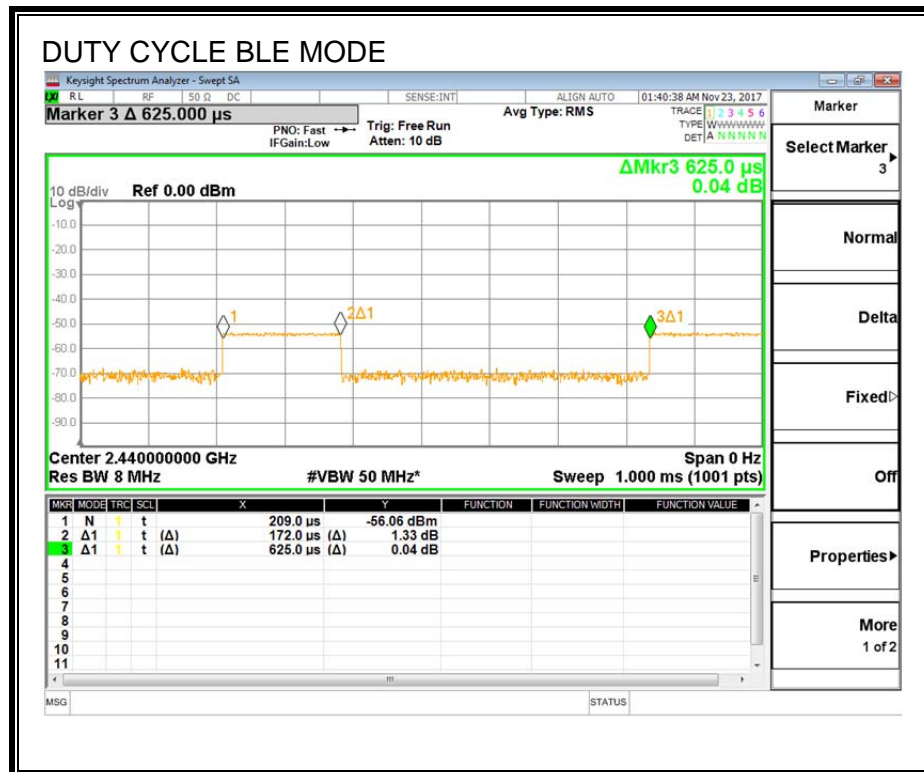 DUTY CYCLE BLE MODE
Keysight Spectrum Analyzer - Swept SA
LXI RL RF 50 Ω DC SENSE:INT ALIGN AUTO 01:40:38 AM Nov 23, 2017
Marker 3 Δ 625.000 µs
PNO: Fast
IFGain:Low
Trig: Free Run
Atten: 10 dB
Avg Type: RMS
TRACE 1 2 3 4 5 6
TYPE WWWWWW
DET A N N N N N
ΔMkr3 625.0 µs
0.04 dB
10 dB/div Ref 0.00 dBm
Log
-10.0
-20.0
-30.0
-40.0
-50.0
-60.0
-70.0
-80.0
-90.0
1
2Δ1
3Δ1
Center 2.440000000 GHz Span 0 Hz
Res BW 8 MHz #VBW 50 MHz* Sweep 1.000 ms (1001 pts)
MKR MODE TRC SCL X Y FUNCTION FUNCTION WIDTH FUNCTION VALUE
1 N 1 t 209.0 µs -56.06 dBm
2 Δ1 1 t (Δ) 172.0 µs (Δ) 1.33 dB
3 Δ1 1 t (Δ) 625.0 µs (Δ) 0.04 dB
4
5
6
7
8
9
10
11
MSG STATUS
Marker
Select Marker
3
Normal
Delta
Fixed
Off
Properties
More
1 of 2